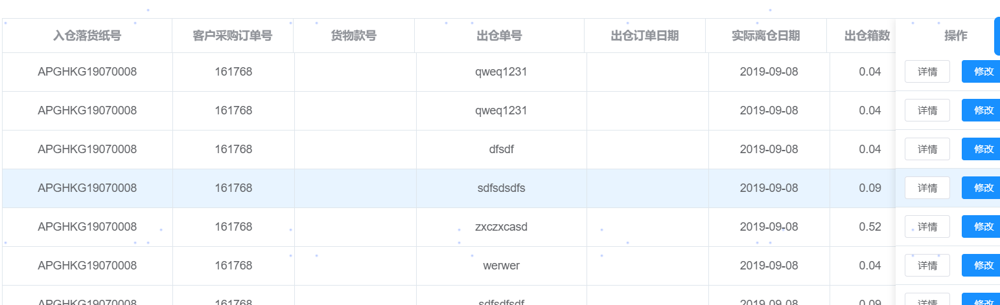 入仓落货纸号 客户采购订单号 货物款号 出仓单号 出仓订单日期 实际离仓日期 出仓箱数 操作
APGHKG19070008 161768 qweq1231 2019-09-08 0.04 详情 修改
APGHKG19070008 161768 qweq1231 2019-09-08 0.04 详情 修改
APGHKG19070008 161768 dfsdf 2019-09-08 0.04 详情 修改
APGHKG19070008 161768 sdfsdsdfs 2019-09-08 0.09 详情 修改
APGHKG19070008 161768 zxczxcasd 2019-09-08 0.52 详情 修改
APGHKG19070008 161768 werwer 2019-09-08 0.04 详情 修改
APGHKG19070008 161768 sdfsdfsdf 2019-09-08 0.09 详情 修改